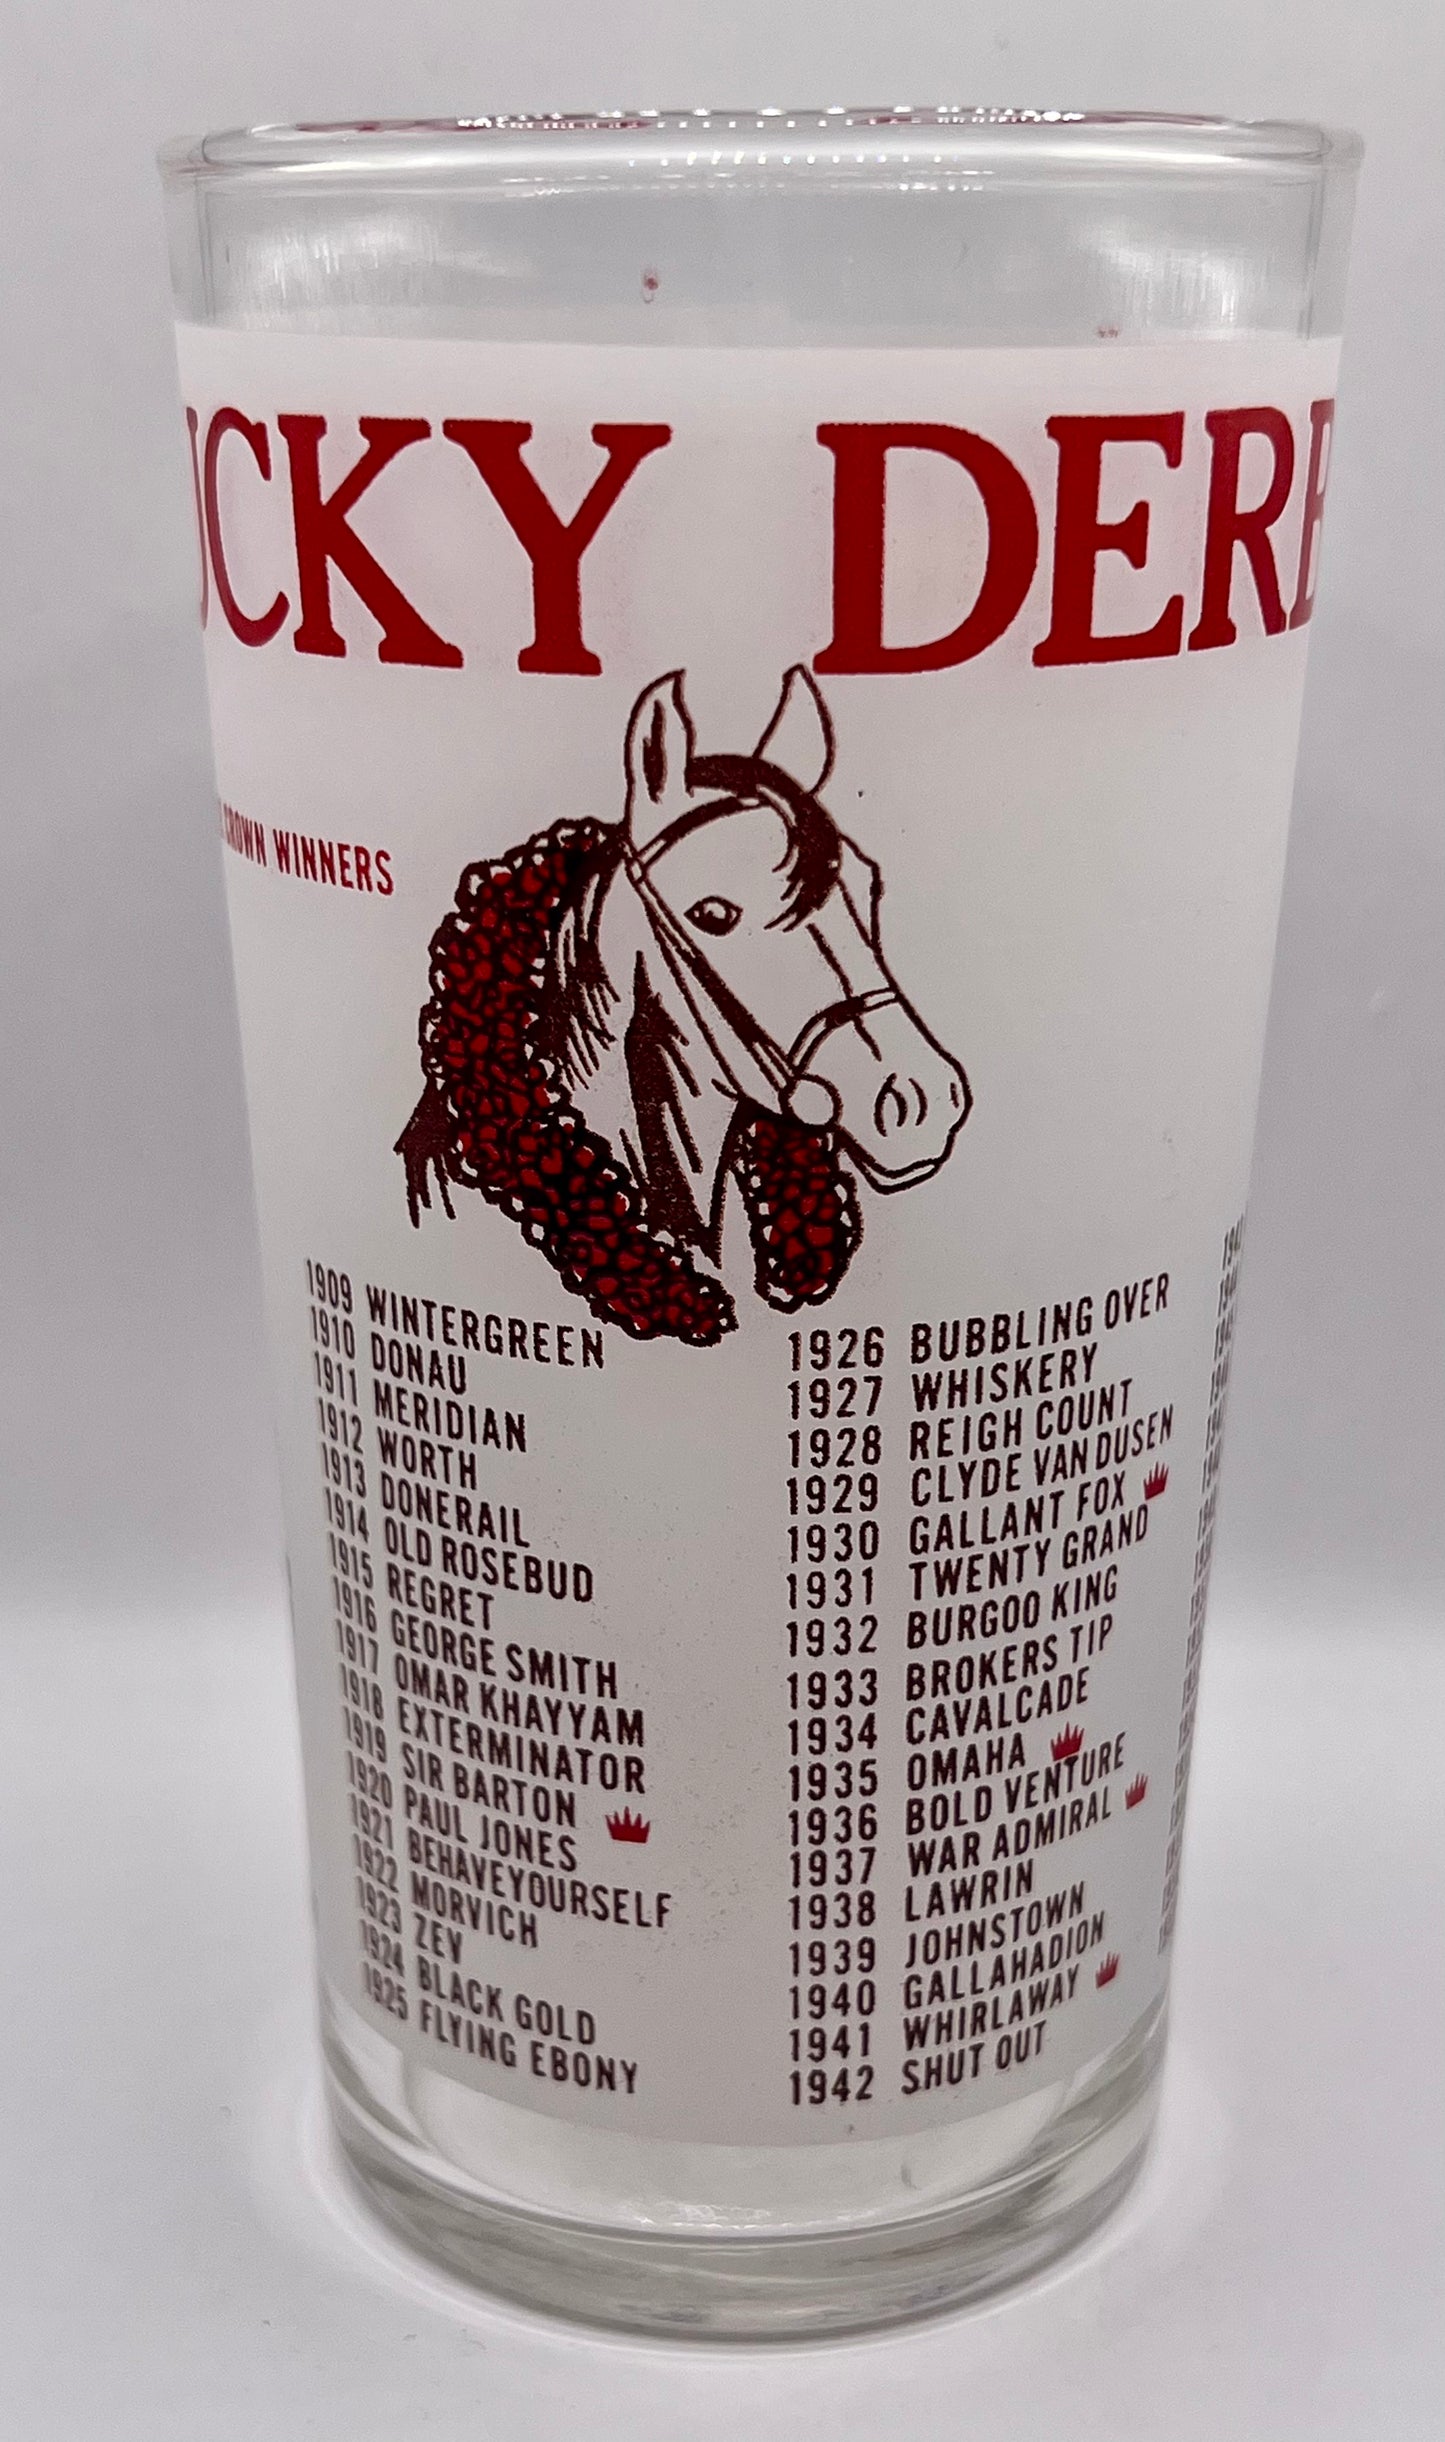 UCKY DERB
CROWN WINNERS
1909 WINTERGREEN
1910 DONAU
1911 MERIDIAN
1912 WORTH
1913 DONERAIL
1914 OLD ROSEBUD
1915 REGRET
1916 GEORGE SMITH
1917 OMAR KHAYYAM
1918 EXTERMINATOR
1919 SIR BARTON
1920 PAUL JONES
1921 BEHAVEYOURSELF
1922 MORVICH
1923 ZEV
1924 BLACK GOLD
1925 FLYING EBONY
1926 BUBBLING OVER
1927 WHISKERY
1928 REIGH COUNT
1929 CLYDE VAN DUSEN
1930 GALLANT FOX
1931 TWENTY GRAND
1932 BURGOO KING
1933 BROKERS TIP
1934 CAVALCADE
1935 OMAHA
1936 BOLD VENTURE
1937 WAR ADMIRAL
1938 LAWRIN
1939 JOHNSTOWN
1940 GALLAHADION
1941 WHIRLAWAY
1942 SHUT OUT